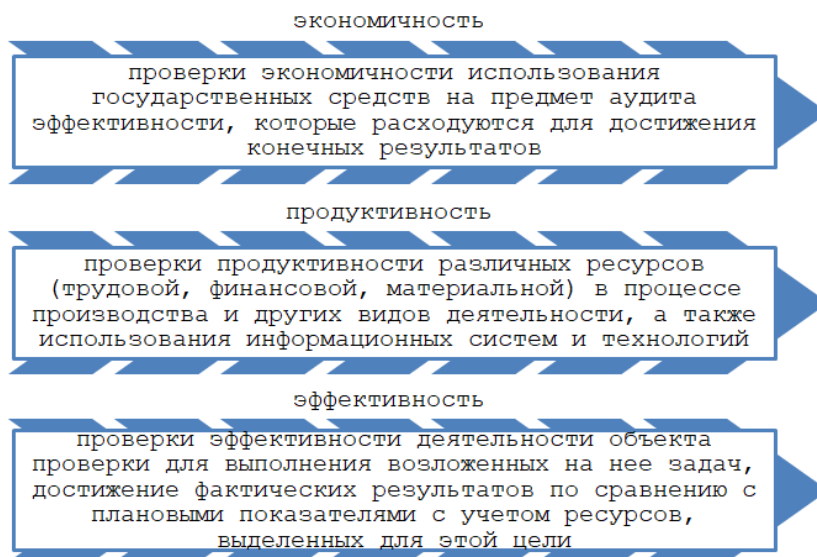 экономичность
проверки экономичности использования
государственных средств на предмет аудита
эффективности, которые расходуются для достижения
конечных результатов
продуктивность
проверки продуктивности различных ресурсов
(трудовой, финансовой, материальной) в процессе
производства и других видов деятельности, а также
использования информационных систем и технологий
эффективность
проверки эффективности деятельности объекта
проверки для выполнения возложенных на нее задач,
достижение фактических результатов по сравнению с
плановыми показателями с учетом ресурсов,
выделенных для этой цели